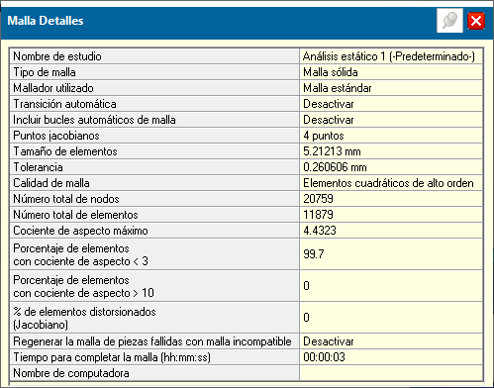 Malla Detalles
Nombre de estudio Análisis estático 1 (-Predeterminado-)
Tipo de malla Malla sólida
Mallador utilizado Malla estándar
Transición automática Desactivar
Incluir bucles automáticos de malla Desactivar
Puntos jacobianos 4 puntos
Tamaño de elementos 5.21213 mm
Tolerancia 0.260606 mm
Calidad de malla Elementos cuadráticos de alto orden
Número total de nodos 20759
Número total de elementos 11879
Cociente de aspecto máximo 4.4323
Porcentaje de elementos
con cociente de aspecto < 3 99.7
Porcentaje de elementos
con cociente de aspecto > 10 0
% de elementos distorsionados
(Jacobiano) 0
Regenerar la malla de piezas fallidas con malla incompatible Desactivar
Tiempo para completar la malla (hh:mm:ss) 00:00:03
Nombre de computadora